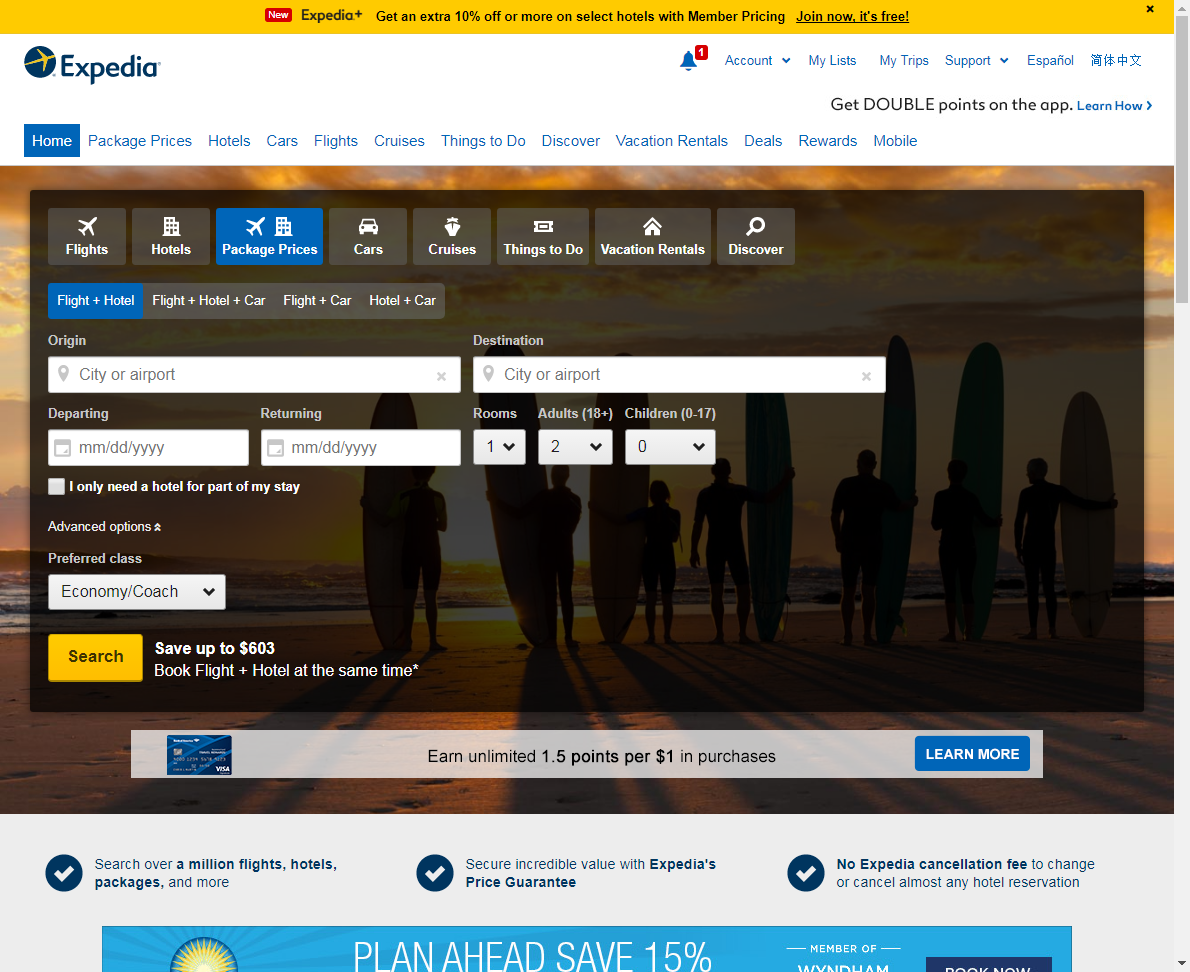 New Expedia+ Get an extra 10% off or more on select hotels with Member Pricing Join now, it's free! ×
Expedia
1 Account My Lists My Trips Support Español 简体中文
Get DOUBLE points on the app. Learn How ›
Home Package Prices Hotels Cars Flights Cruises Things to Do Discover Vacation Rentals Deals Rewards Mobile
Flights Hotels Package Prices Cars Cruises Things to Do Vacation Rentals Discover
Flight + Hotel Flight + Hotel + Car Flight + Car Hotel + Car
Origin Destination
City or airport × City or airport ×
Departing Returning Rooms Adults (18+) Children (0-17)
mm/dd/yyyy mm/dd/yyyy 1 2 0
I only need a hotel for part of my stay
Advanced options
Preferred class
Economy/Coach
Search
Save up to $603
Book Flight + Hotel at the same time*
VISA
Earn unlimited 1.5 points per $1 in purchases
LEARN MORE
Search over a million flights, hotels,
packages, and more
Secure incredible value with Expedia's
Price Guarantee
No Expedia cancellation fee to change
or cancel almost any hotel reservation
PLAN AHEAD SAVE 15%
MEMBER OF
WYNDHAM
BOOK NOW